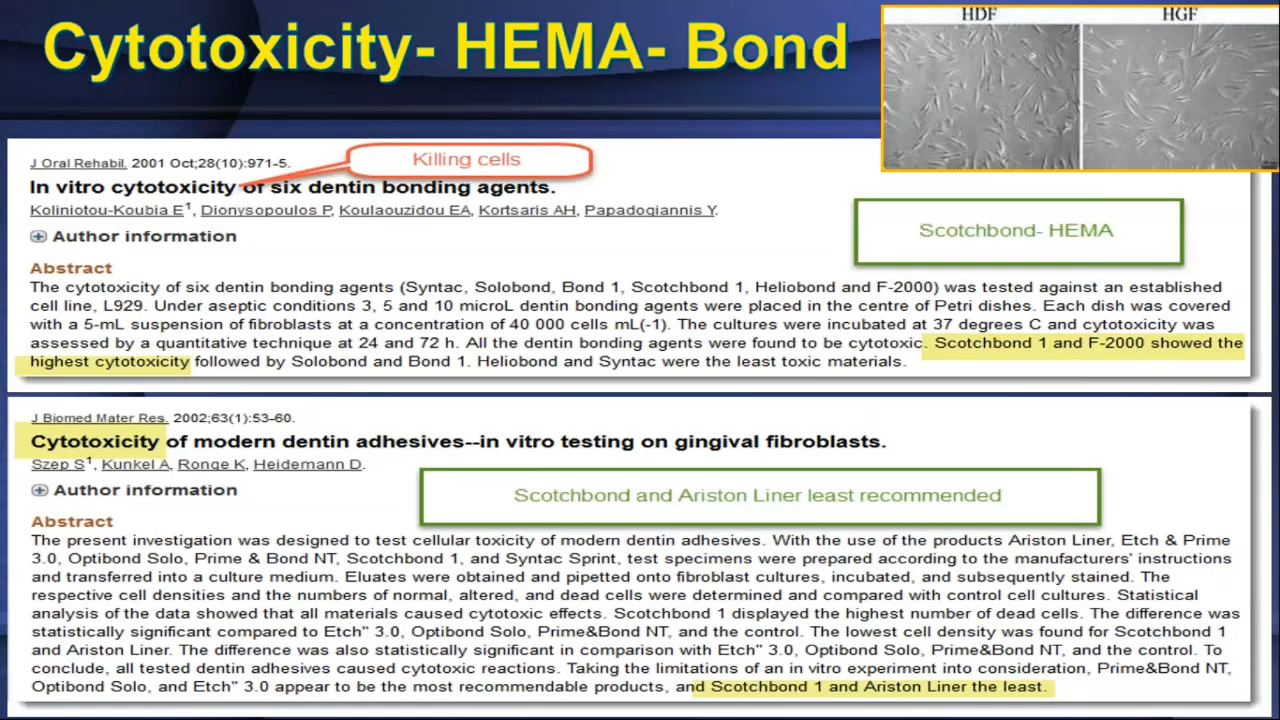 Cytotoxicity- HEMA- Bond
HDF
HGF
J Oral Rehabil. 2001 Oct;28(10):971-5.
Killing cells
In vitro cytotoxicity of six dentin bonding agents.
Koliniotou-Koubia E1, Dionysopoulos P, Koulaouzidou EA, Kortsaris AH, Papadogiannis Y.
Author information
Scotchbond- HEMA
Abstract
The cytotoxicity of six dentin bonding agents (Syntac, Solobond, Bond 1, Scotchbond 1, Heliobond and F-2000) was tested against an established
cell line, L929. Under aseptic conditions 3, 5 and 10 microL dentin bonding agents were placed in the centre of Petri dishes. Each dish was covered
with a 5-mL suspension of fibroblasts at a concentration of 40 000 cells mL(-1). The cultures were incubated at 37 degrees C and cytotoxicity was
assessed by a quantitative technique at 24 and 72 h. All the dentin bonding agents were found to be cytotoxic. Scotchbond 1 and F-2000 showed the
highest cytotoxicity followed by Solobond and Bond 1. Heliobond and Syntac were the least toxic materials.
J Biomed Mater Res. 2002;63(1):53-60.
Cytotoxicity of modern dentin adhesives--in vitro testing on gingival fibroblasts.
Szep S1, Kunkel A, Ronge K, Heidemann D.
Author information
Scotchbond and Ariston Liner least recommended
Abstract
The present investigation was designed to test cellular toxicity of modern dentin adhesives. With the use of the products Ariston Liner, Etch & Prime
3.0, Optibond Solo, Prime & Bond NT, Scotchbond 1, and Syntac Sprint, test specimens were prepared according to the manufacturers' instructions
and transferred into a culture medium. Eluates were obtained and pipetted onto fibroblast cultures, incubated, and subsequently stained. The
respective cell densities and the numbers of normal, altered, and dead cells were determined and compared with control cell cultures. Statistical
analysis of the data showed that all materials caused cytotoxic effects. Scotchbond 1 displayed the highest number of dead cells. The difference was
statistically significant compared to Etch" 3.0, Optibond Solo, Prime&Bond NT, and the control. The lowest cell density was found for Scotchbond 1
and Ariston Liner. The difference was also statistically significant in comparison with Etch" 3.0, Optibond Solo, Prime&Bond NT, and the control. To
conclude, all tested dentin adhesives caused cytotoxic reactions. Taking the limitations of an in vitro experiment into consideration, Prime&Bond NT,
Optibond Solo, and Etch" 3.0 appear to be the most recommendable products, and Scotchbond 1 and Ariston Liner the least.